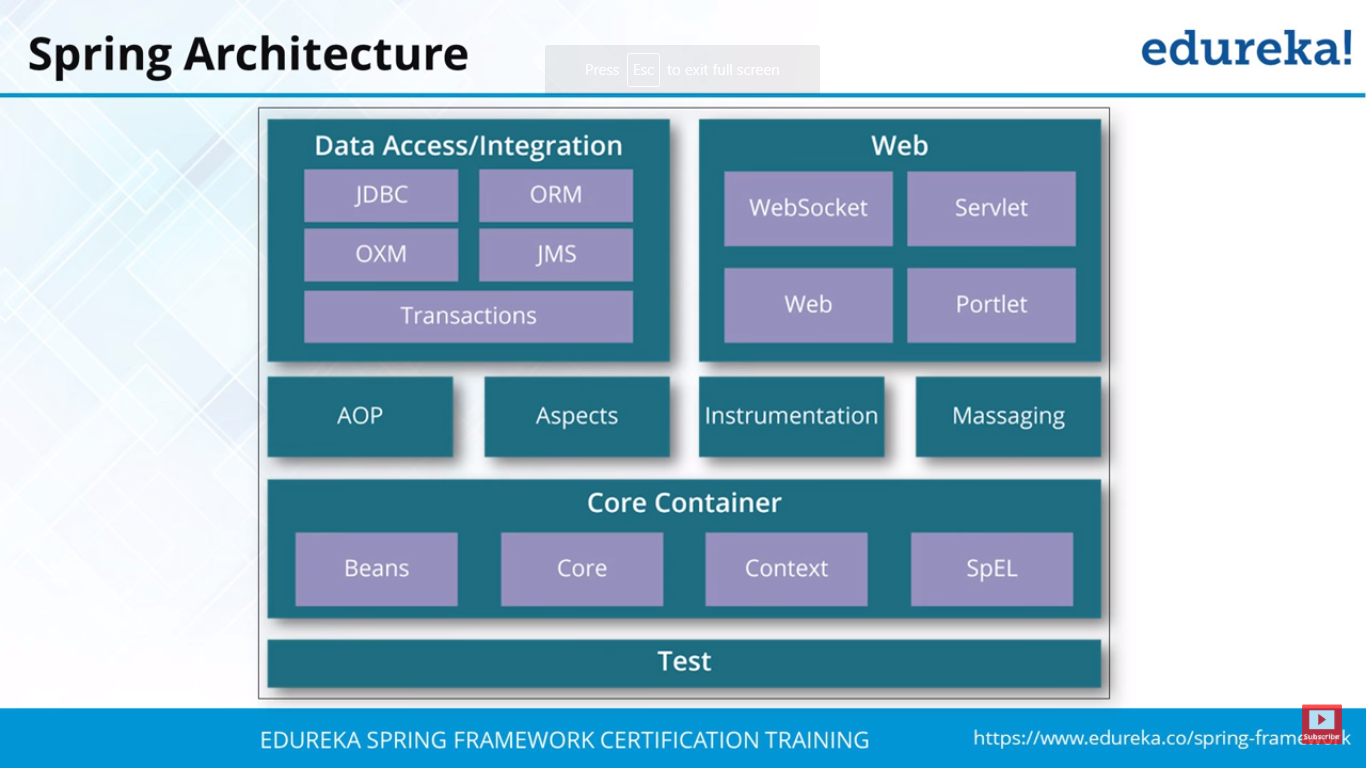 Spring Architecture
edureka!
Press Esc to exit full screen
Data Access/Integration
JDBC
ORM
OXM
JMS
Transactions
Web
WebSocket
Servlet
Web
Portlet
AOP
Aspects
Instrumentation
Massaging
Core Container
Beans
Core
Context
SpEL
Test
EDUREKA SPRING FRAMEWORK CERTIFICATION TRAINING
https://www.edureka.co/spring-framework
Subscribe